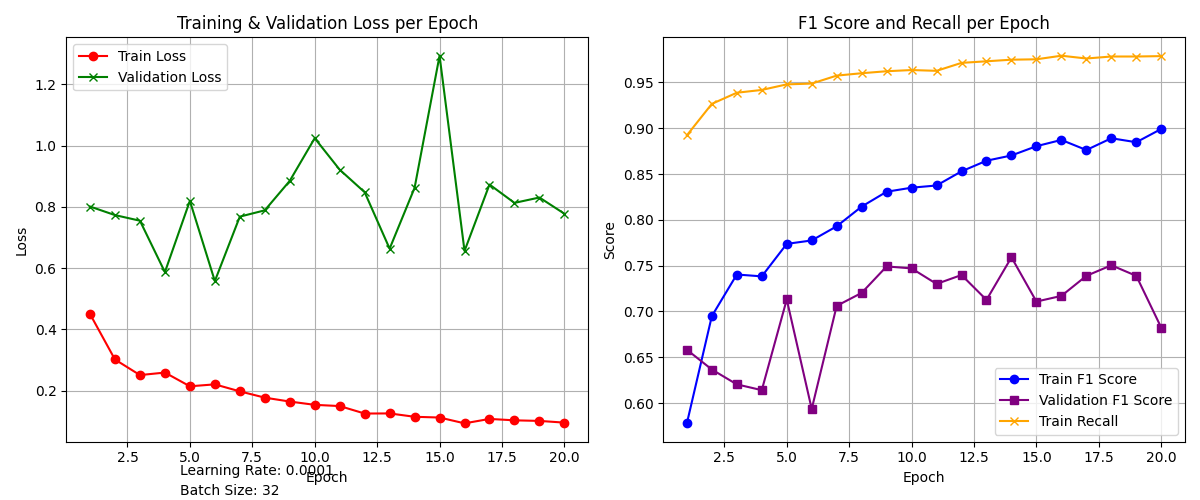 Training & Validation Loss per Epoch
Train Loss
Validation Loss
Loss
1.2
1.0
0.8
0.6
0.4
0.2
2.5 5.0 7.5 10.0 12.5 15.0 17.5 20.0
Epoch
Learning Rate: 0.0001
Batch Size: 32
F1 Score and Recall per Epoch
Score
0.95
0.90
0.85
0.80
0.75
0.70
0.65
0.60
Train F1 Score
Validation F1 Score
Train Recall
2.5 5.0 7.5 10.0 12.5 15.0 17.5 20.0
Epoch